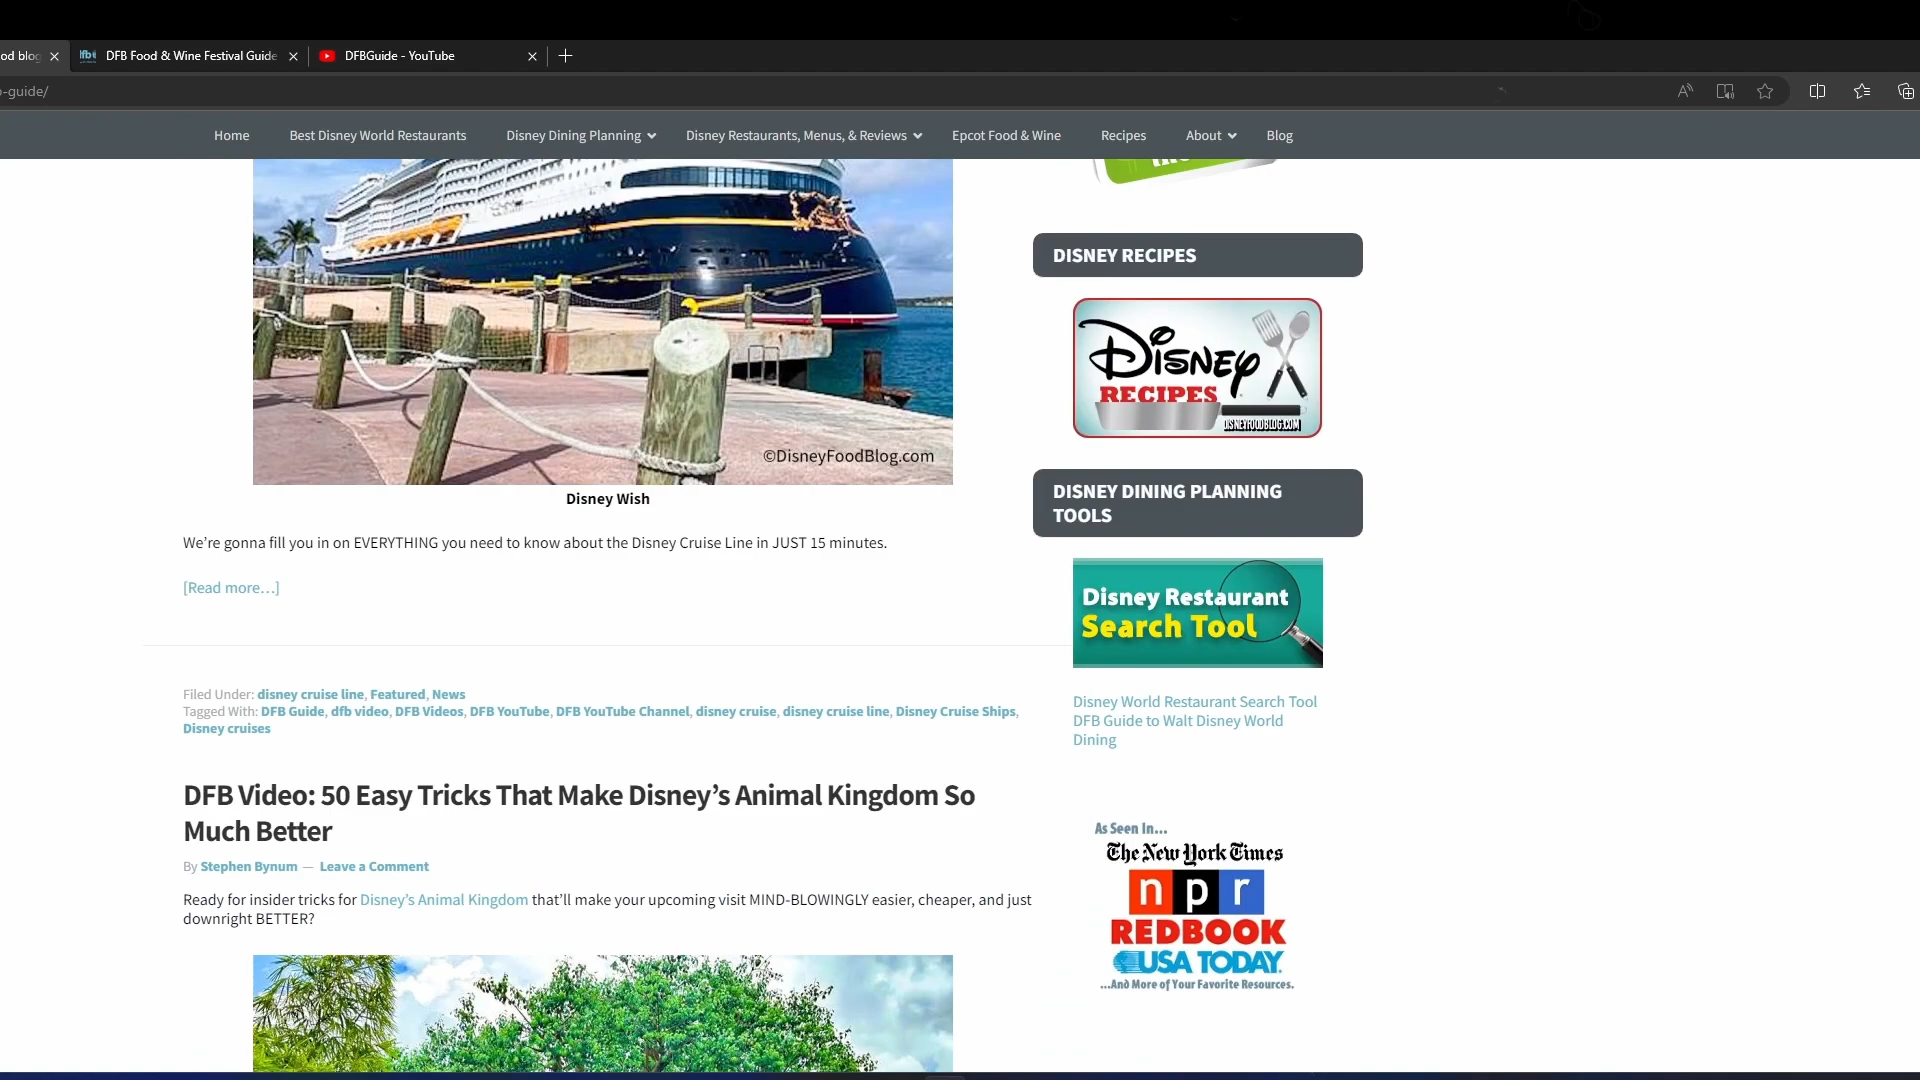 od blog
DFB Food & Wine Festival Guide
DFBGuide - YouTube
-guide/
Home
Best Disney World Restaurants
Disney Dining Planning
Disney Restaurants, Menus, & Reviews
Epcot Food & Wine
Recipes
About
Blog
©DisneyFoodBlog.com
Disney Wish
We’re gonna fill you in on EVERYTHING you need to know about the Disney Cruise Line in JUST 15 minutes.
[Read more…]
Filed Under: disney cruise line, Featured, News
Tagged With: DFB Guide, dfb video, DFB Videos, DFB YouTube, DFB YouTube Channel, disney cruise, disney cruise line, Disney Cruise Ships,
Disney cruises
DFB Video: 50 Easy Tricks That Make Disney’s Animal Kingdom So
Much Better
By Stephen Bynum — Leave a Comment
Ready for insider tricks for Disney’s Animal Kingdom that’ll make your upcoming visit MIND-BLOWINGLY easier, cheaper, and just
downright BETTER?
DISNEY RECIPES
Disney
RECIPES
DISNEYFOODBLOG.COM
DISNEY DINING PLANNING
TOOLS
Disney Restaurant
Search Tool
Disney World Restaurant Search Tool
DFB Guide to Walt Disney World
Dining
As Seen In...
The New York Times
npr
REDBOOK
USA TODAY.
...And More of Your Favorite Resources.